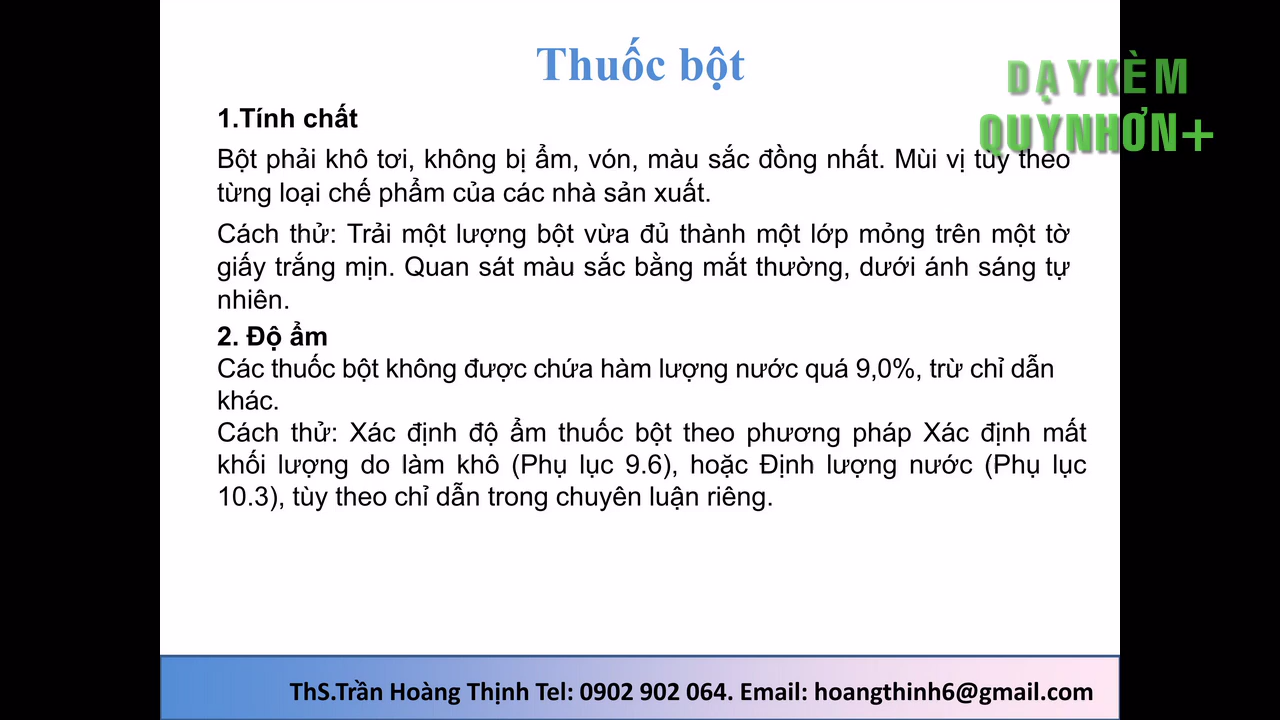 Thuốc bột
DẠYKÈM
QUYNHƠN+
1.Tính chất
Bột phải khô tơi, không bị ẩm, vón, màu sắc đồng nhất. Mùi vị tùy theo
từng loại chế phẩm của các nhà sản xuất.
Cách thử: Trải một lượng bột vừa đủ thành một lớp mỏng trên một tờ
giấy trắng mịn. Quan sát màu sắc bằng mắt thường, dưới ánh sáng tự
nhiên.
2. Độ ẩm
Các thuốc bột không được chứa hàm lượng nước quá 9,0%, trừ chỉ dẫn
khác.
Cách thử: Xác định độ ẩm thuốc bột theo phương pháp Xác định mất
khối lượng do làm khô (Phụ lục 9.6), hoặc Định lượng nước (Phụ lục
10.3), tùy theo chỉ dẫn trong chuyên luận riêng.
ThS.Trần Hoàng Thịnh Tel: 0902 902 064. Email: hoangthinh6@gmail.com